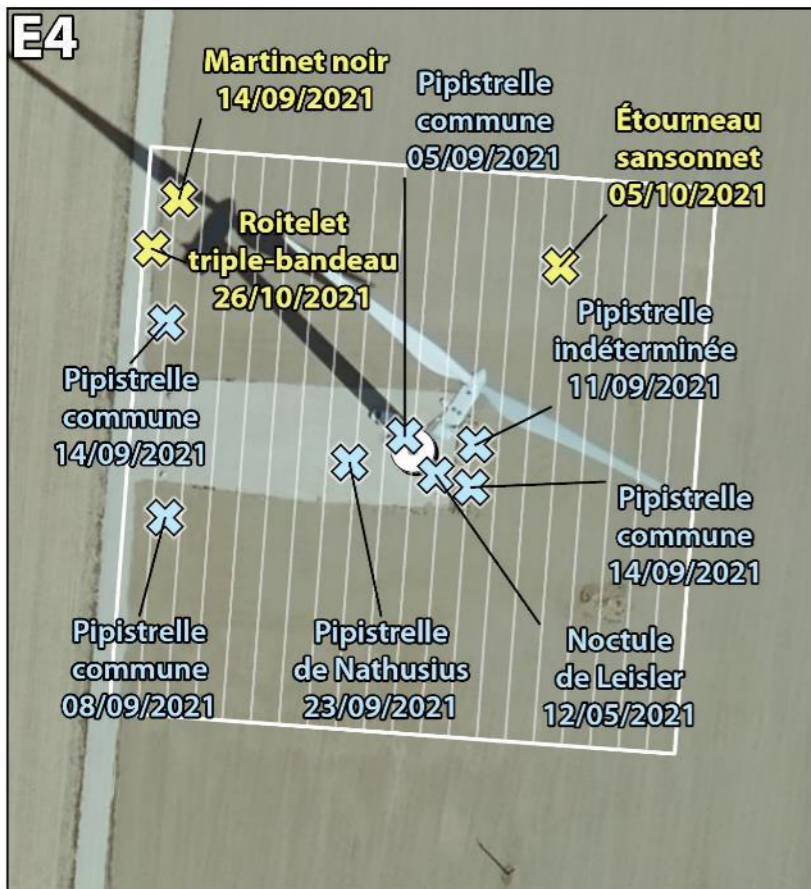 E4
Martinet noir
14/09/2021
Pipistrelle
commune
05/09/2021
Étourneau
sansonnet
05/10/2021
Roitelet
triple-bandeau
26/10/2021
Pipistrelle
indéterminée
11/09/2021
Pipistrelle
commune
14/09/2021
Pipistrelle
commune
14/09/2021
Pipistrelle
commune
08/09/2021
Pipistrelle
de Nathusius
23/09/2021
Noctule
de Leisler
12/05/2021